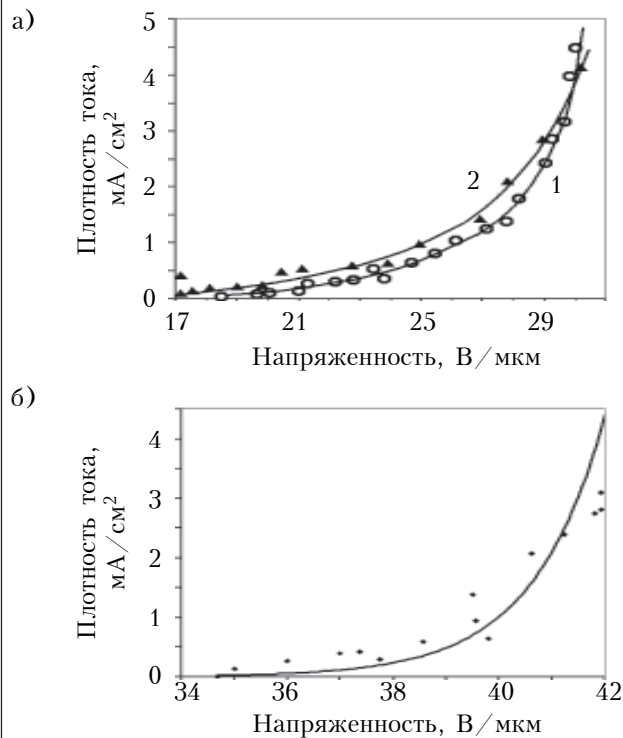 а)
Плотность тока,
мА/см²
5
4
3
2
1
0
2
1
17 21 25 29
Напряженность, В/мкм
б)
Плотность тока,
мА/см²
4
3
2
1
0
34 36 38 40 42
Напряженность, В/мкм